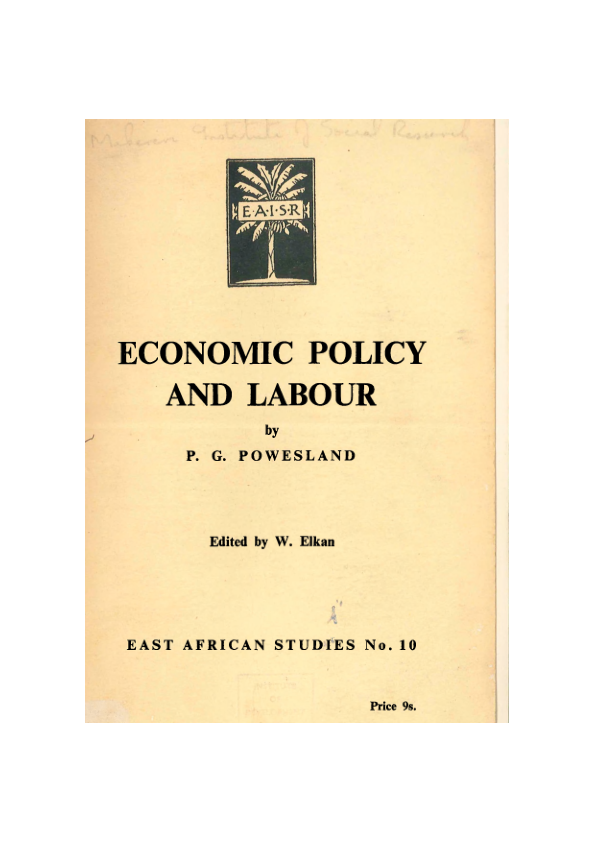 Institute of Social Research
E·A·I·S·R
ECONOMIC POLICY
AND LABOUR
by
P. G. POWESLAND
Edited by W. Elkan
EAST AFRICAN STUDIES No. 10
Price 9s.